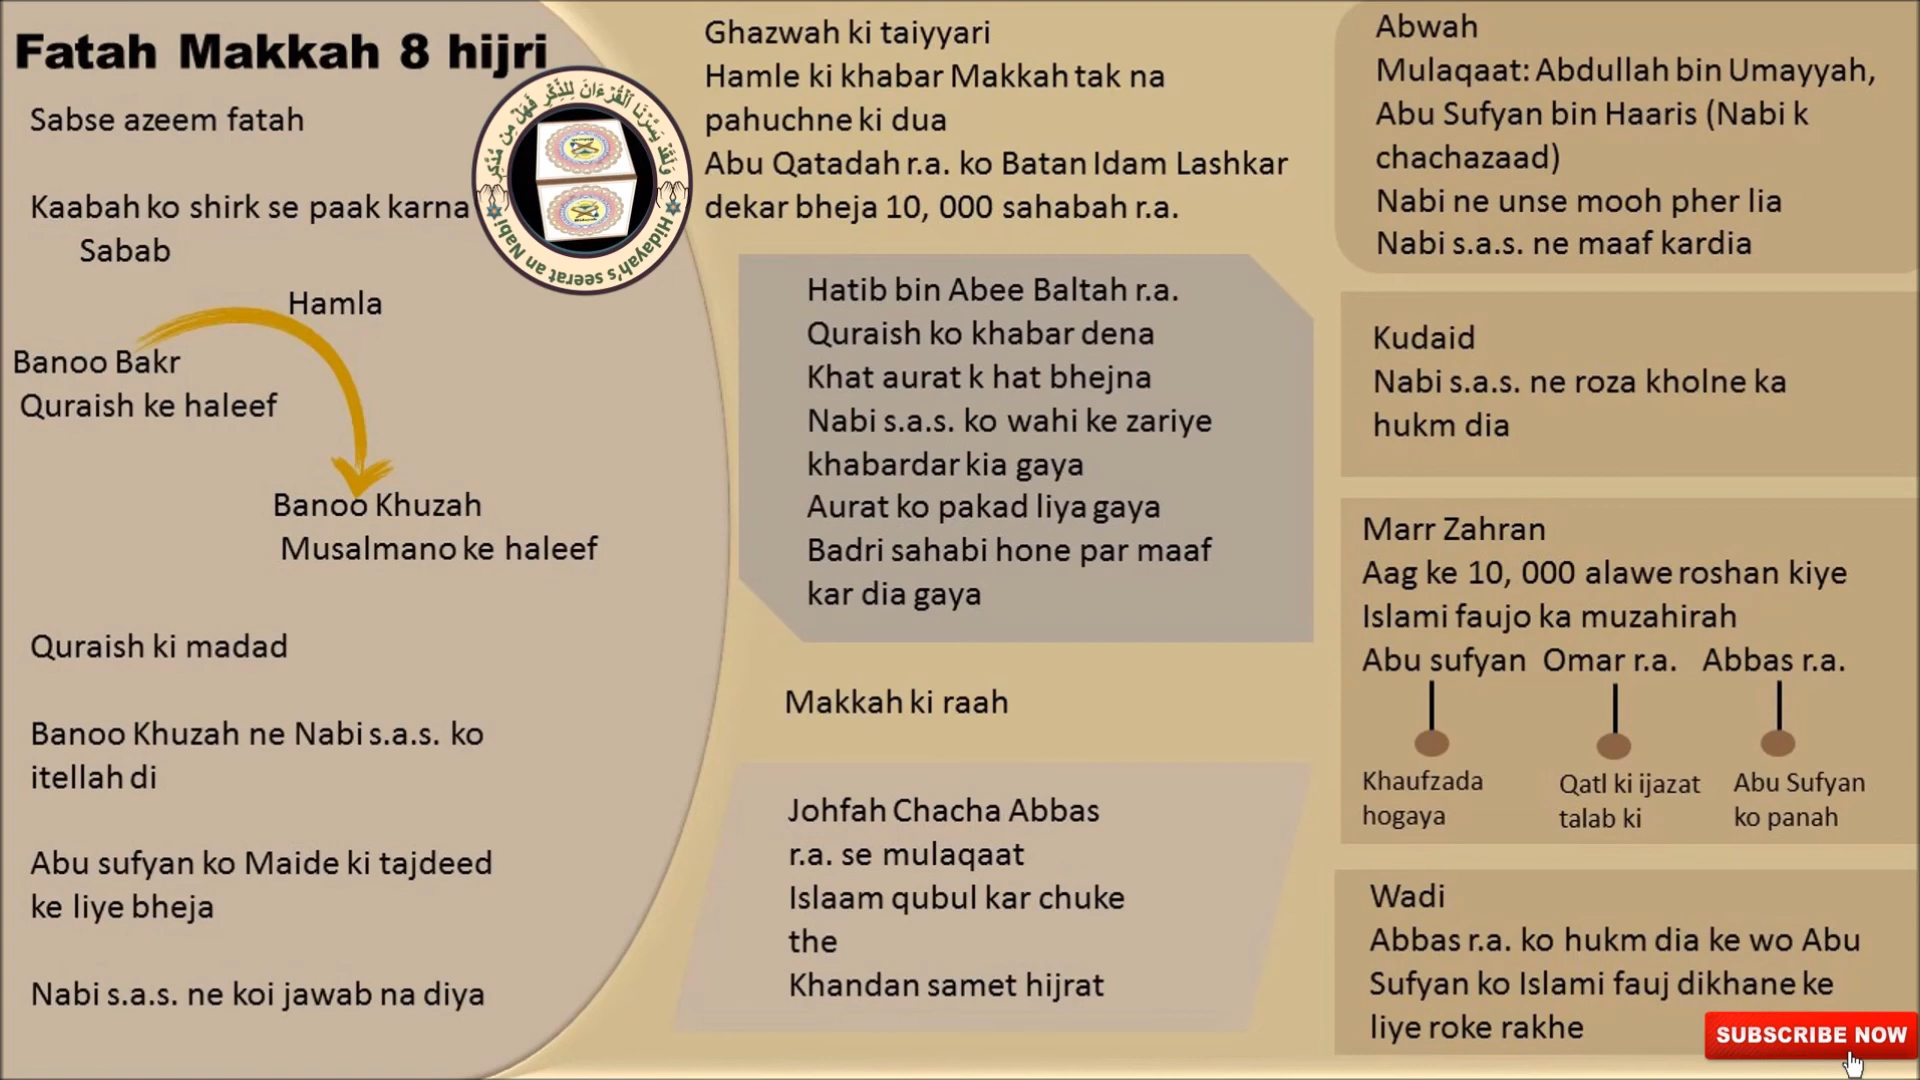 Fatah Makkah 8 hijri
Sabse azeem fatah
Kaabah ko shirk se paak karna
Sabab
Hamla
Banoo Bakr
Quraish ke haleef
Banoo Khuzah
Musalmano ke haleef
Quraish ki madad
Banoo Khuzah ne Nabi s.a.s. ko
itellah di
Abu sufyan ko Maide ki tajdeed
ke liye bheja
Nabi s.a.s. ne koi jawab na diya
وَلَقَدْ يَسَّرْنَا ٱلْقُرْءَانَ لِلذِّكْرِ فَهَلْ مِن مُّدَّكِرٍ
Hidayah's seerat an Nabi
Ghazwah ki taiyyari
Hamle ki khabar Makkah tak na
pahuchne ki dua
Abu Qatadah r.a. ko Batan Idam Lashkar
dekar bheja 10, 000 sahabah r.a.
Hatib bin Abee Baltah r.a.
Quraish ko khabar dena
Khat aurat k hat bhejna
Nabi s.a.s. ko wahi ke zariye
khabardar kia gaya
Aurat ko pakad liya gaya
Badri sahabi hone par maaf
kar dia gaya
Makkah ki raah
Johfah Chacha Abbas
r.a. se mulaqaat
Islaam qubul kar chuke
the
Khandan samet hijrat
Abwah
Mulaqaat: Abdullah bin Umayyah,
Abu Sufyan bin Haaris (Nabi k
chachazaad)
Nabi ne unse mooh pher lia
Nabi s.a.s. ne maaf kardia
Kudaid
Nabi s.a.s. ne roza kholne ka
hukm dia
Marr Zahran
Aag ke 10, 000 alawe roshan kiye
Islami faujo ka muzahirah
Abu sufyan Omar r.a. Abbas r.a.
Khaufzada
hogaya
Qatl ki ijazat
talab ki
Abu Sufyan
ko panah
Wadi
Abbas r.a. ko hukm dia ke wo Abu
Sufyan ko Islami fauj dikhane ke
liye roke rakhe
SUBSCRIBE NOW